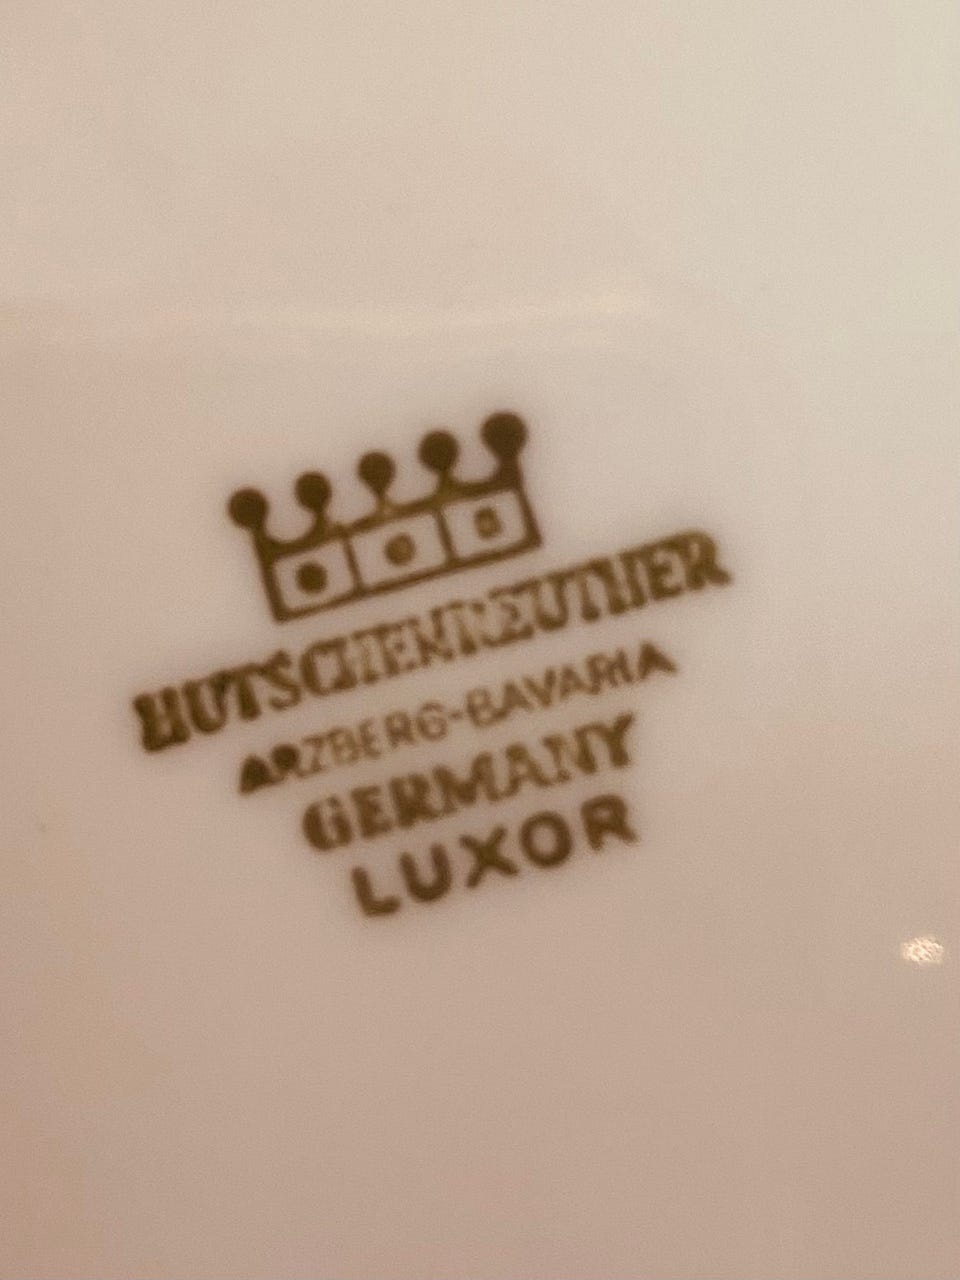 HUTSCHENREUTHER
ARZBERG-BAVARIA
GERMANY
LUXOR